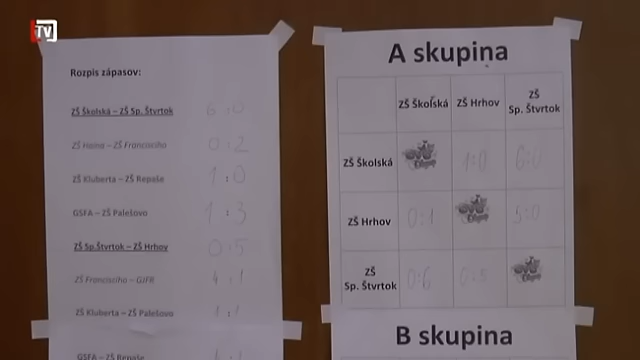 TV
Rozpis zápasov:
ZŠ Školská – ZŠ Sp. Štvrtok 6:0
ZŠ Haina – ZŠ Francisciho 0:2
ZŠ Kluberta – ZŠ Repaše 1:0
GSFA – ZŠ Palešovo 1:3
ZŠ Sp.Štvrtok – ZŠ Hrhov 0:5
ZŠ Francisciho – GJFR 4:1
ZŠ Kluberta – ZŠ Palešovo 1:1
GSFA – ZŠ Repaše
A skupina
ZŠ Školská ZŠ Hrhov ZŠ Sp. Štvrtok
ZŠ Školská 1:0 6:0
ZŠ Hrhov 0:1 5:0
ZŠ Sp. Štvrtok 0:6 0:5
B skupina